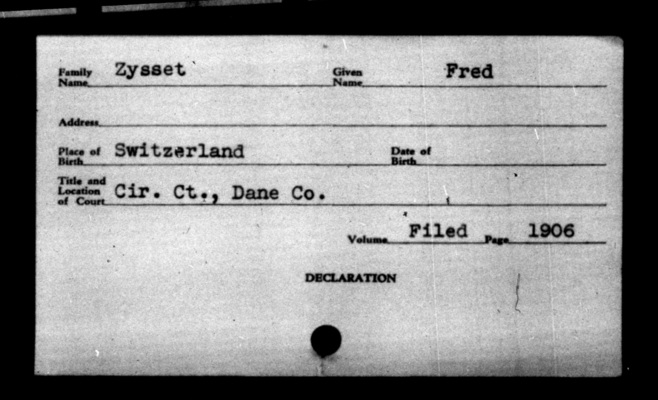 Family Name Zysset Given Name Fred
Address
Place of Birth Switzerland Date of Birth
Title and Location of Court Cir. Ct., Dane Co.
Volume Filed Page 1906
DECLARATION